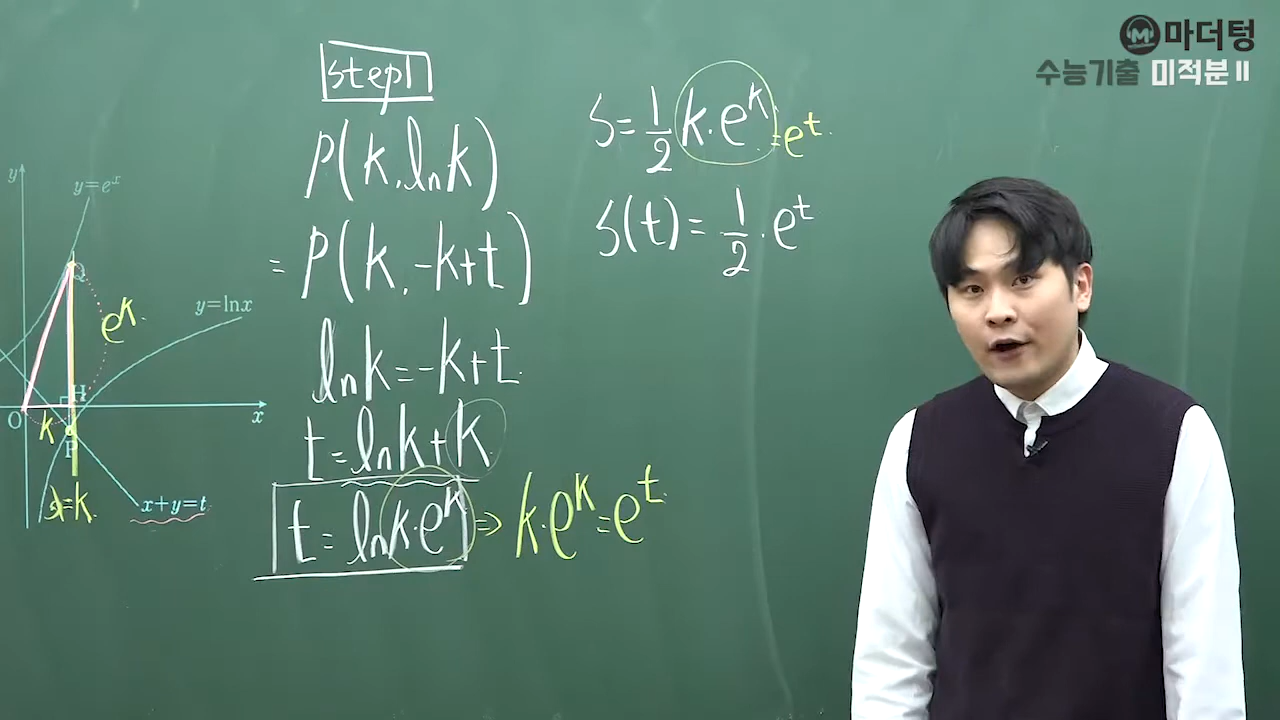 마더텅
수능기출 미적분 II
step1
P(k, ln k)
= P(k, -k+t)
ln k = -k+t
t = ln k + k
t = ln k·e^k ⇒ k·e^k = e^t
S = 1/2 k·e^k = e^t
S(t) = 1/2 · e^t
y
y=e^x
Q
e^k
y=ln x
H
O
x
k
P
x=k
x+y=t